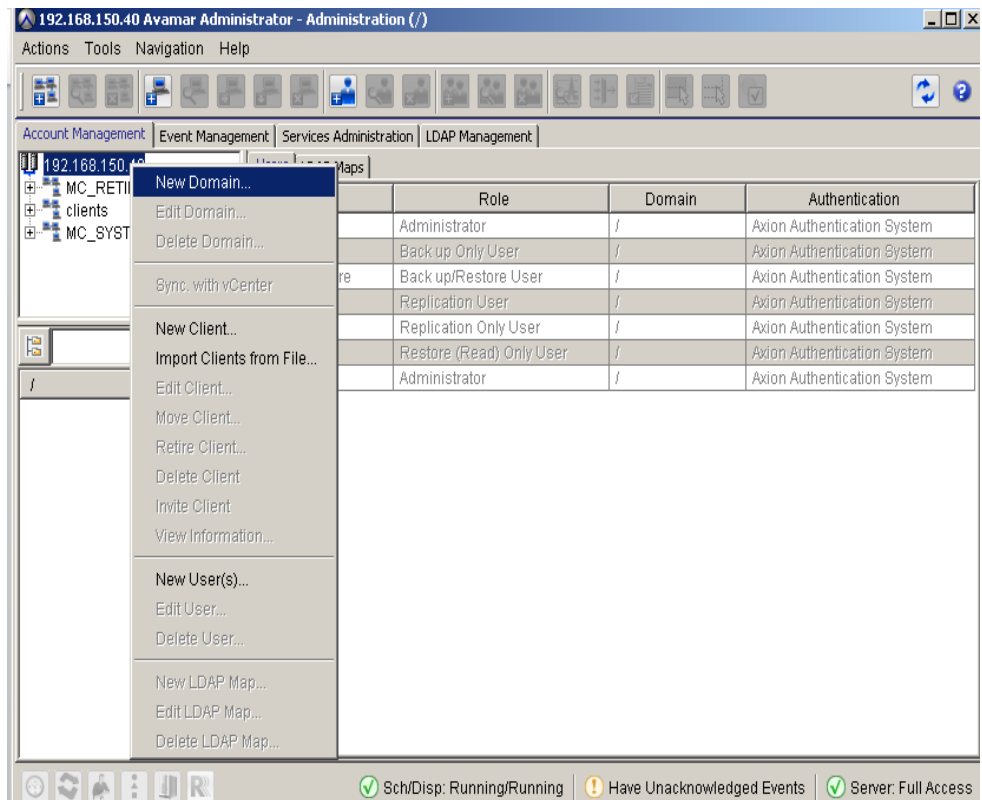 192.168.150.40 Avamar Administrator - Administration (/)
Actions Tools Navigation Help
Account Management Event Management Services Administration LDAP Management
192.168.150.40 Maps
MC_RETI
clients
MC_SYST
/
New Domain...
Edit Domain...
Delete Domain...
Sync. with vCenter
New Client...
Import Clients from File...
Edit Client...
Move Client...
Retire Client...
Delete Client
Invite Client
View Information...
New User(s)...
Edit User...
Delete User...
New LDAP Map...
Edit LDAP Map...
Delete LDAP Map...
Role Domain Authentication
Administrator / Axion Authentication System
Back up Only User / Axion Authentication System
re Back up/Restore User / Axion Authentication System
Replication User / Axion Authentication System
Replication Only User / Axion Authentication System
Restore (Read) Only User / Axion Authentication System
Administrator / Axion Authentication System
Sch/Disp: Running/Running Have Unacknowledged Events Server: Full Access